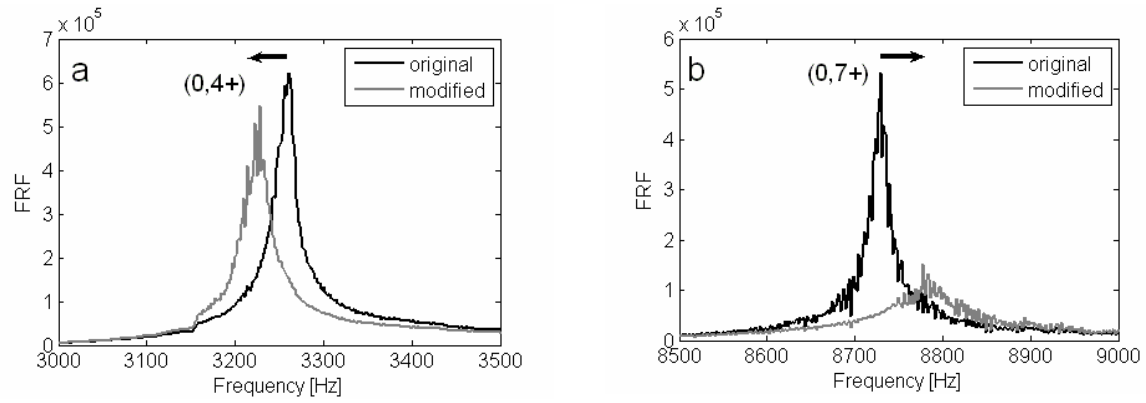 x 10^5
7
6
5
4
3
2
1
0
FRF
a
(0,4+)
original
modified
3000 3100 3200 3300 3400 3500
Frequency [Hz]
x 10^5
6
5
4
3
2
1
0
FRF
b
(0,7+)
original
modified
8500 8600 8700 8800 8900 9000
Frequency [Hz]